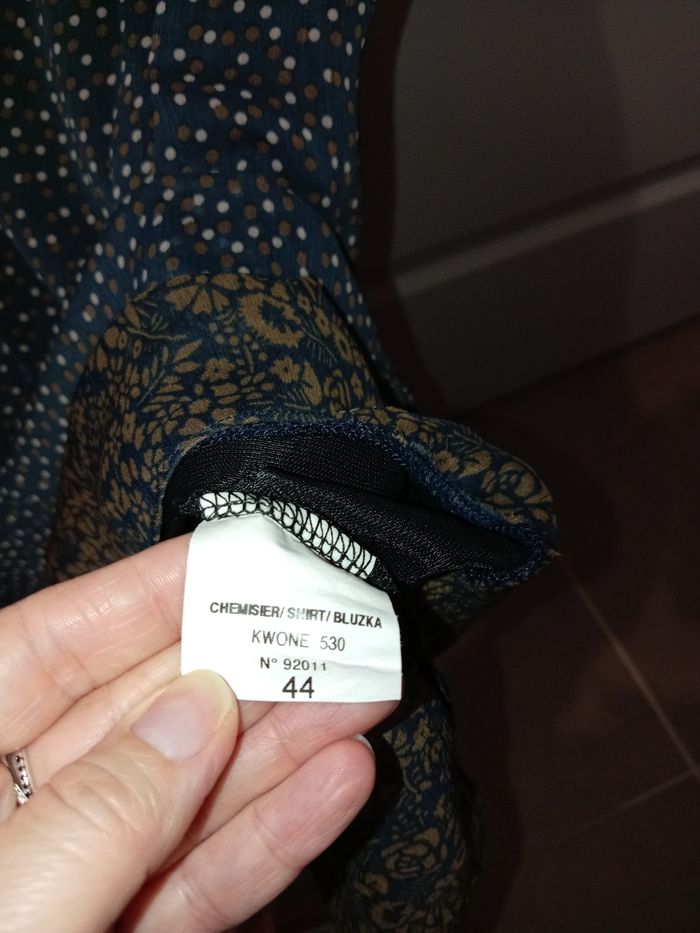 CHEMISIER/SHIRT/BLUZKA
KWONE 530
N° 92011
44